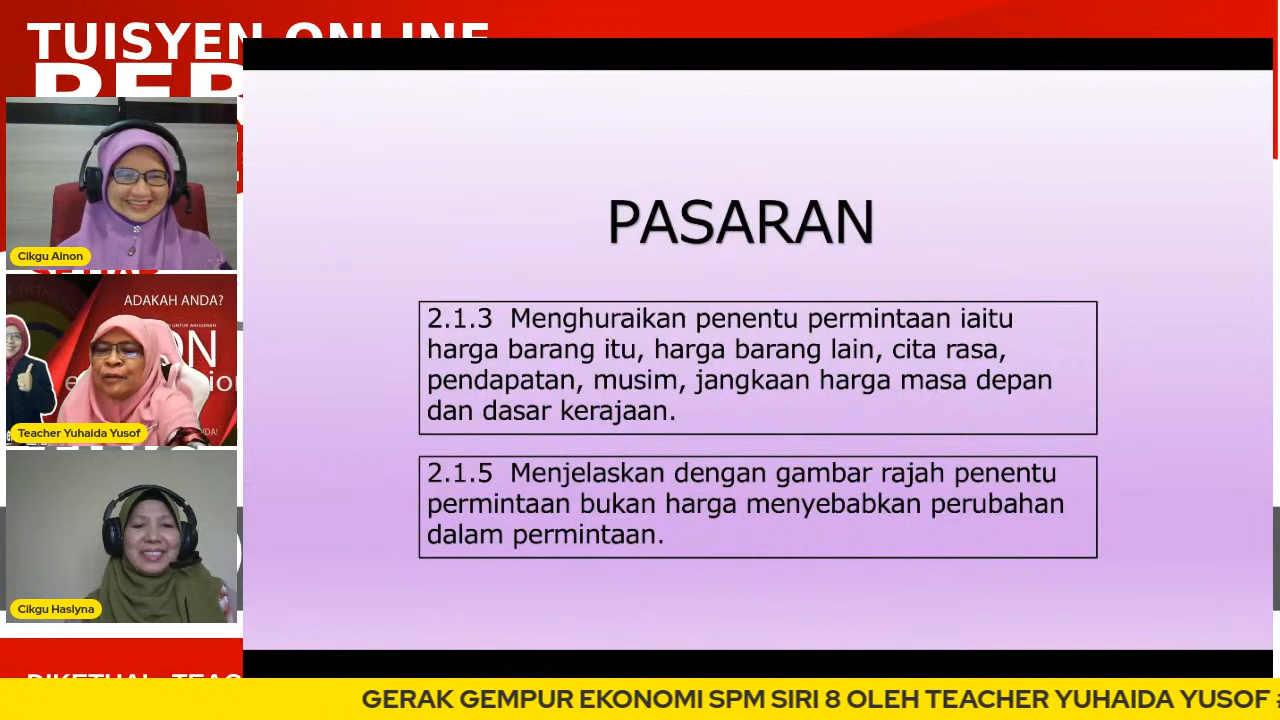 TUISYEN ONLINE
Cikgu Ainon
ADAKAH ANDA?
Teacher Yuhaida Yusof
Cikgu Haslyna
PASARAN
2.1.3 Menghuraikan penentu permintaan iaitu
harga barang itu, harga barang lain, cita rasa,
pendapatan, musim, jangkaan harga masa depan
dan dasar kerajaan.
2.1.5 Menjelaskan dengan gambar rajah penentu
permintaan bukan harga menyebabkan perubahan
dalam permintaan.
GERAK GEMPUR EKONOMI SPM SIRI 8 OLEH TEACHER YUHAIDA YUSOF